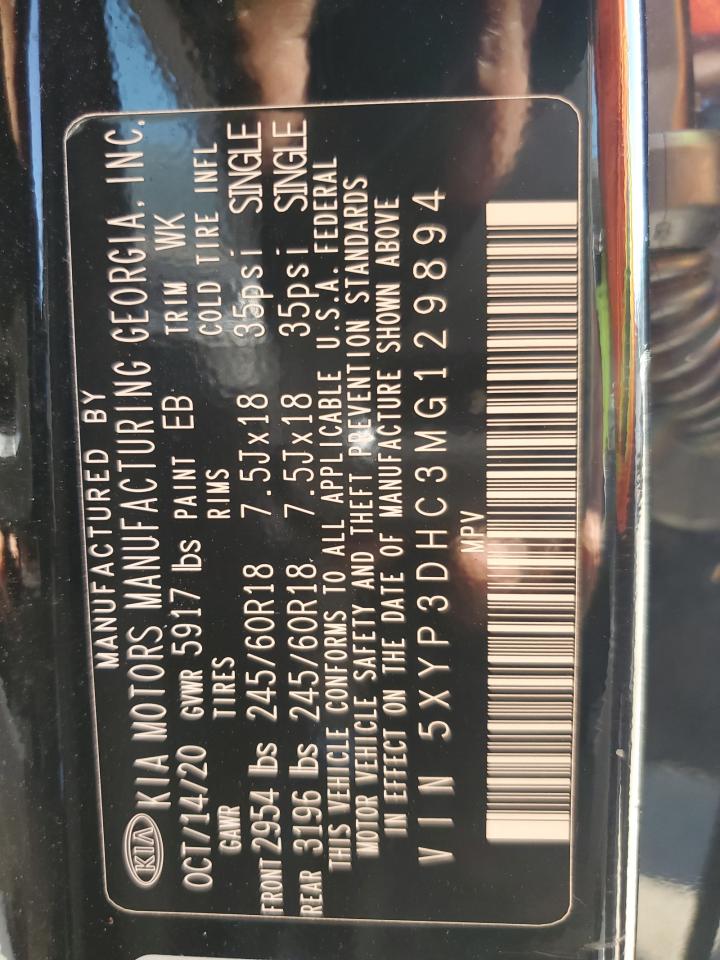 MANUFACTURED BY
KIA KIA MOTORS MANUFACTURING GEORGIA, INC.
OCT/14/20 GVWR 5917 lbs PAINT EB TRIM WK
GAWR TIRES RIMS COLD TIRE INFL
FRONT 2954 lbs 245/60R18 7.5Jx18 35psi SINGLE
REAR 3196 lbs 245/60R18 7.5Jx18 35psi SINGLE
THIS VEHICLE CONFORMS TO ALL APPLICABLE U.S.A. FEDERAL
MOTOR VEHICLE SAFETY AND THEFT PREVENTION STANDARDS
IN EFFECT ON THE DATE OF MANUFACTURE SHOWN ABOVE
VIN 5XYP3DHC3MG129894
MPV